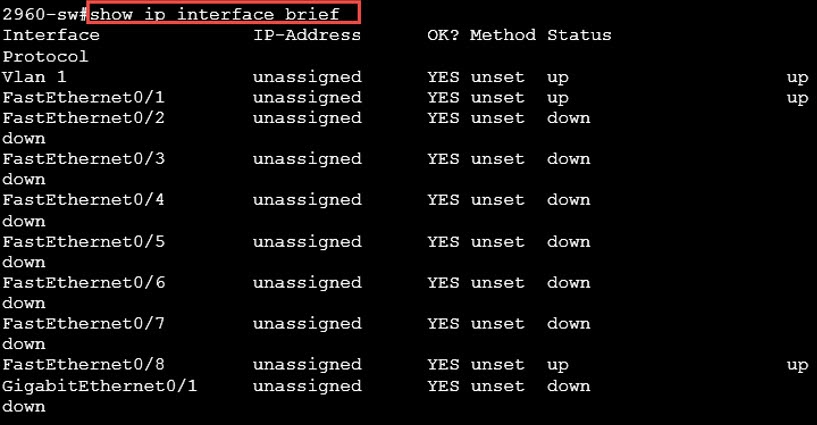 2960-sw#show ip interface brief
Interface IP-Address OK? Method Status
Protocol
Vlan 1 unassigned YES unset up up
FastEthernet0/1 unassigned YES unset up up
FastEthernet0/2 unassigned YES unset down
down
FastEthernet0/3 unassigned YES unset down
down
FastEthernet0/4 unassigned YES unset down
down
FastEthernet0/5 unassigned YES unset down
down
FastEthernet0/6 unassigned YES unset down
down
FastEthernet0/7 unassigned YES unset down
down
FastEthernet0/8 unassigned YES unset up up
GigabitEthernet0/1 unassigned YES unset down
down